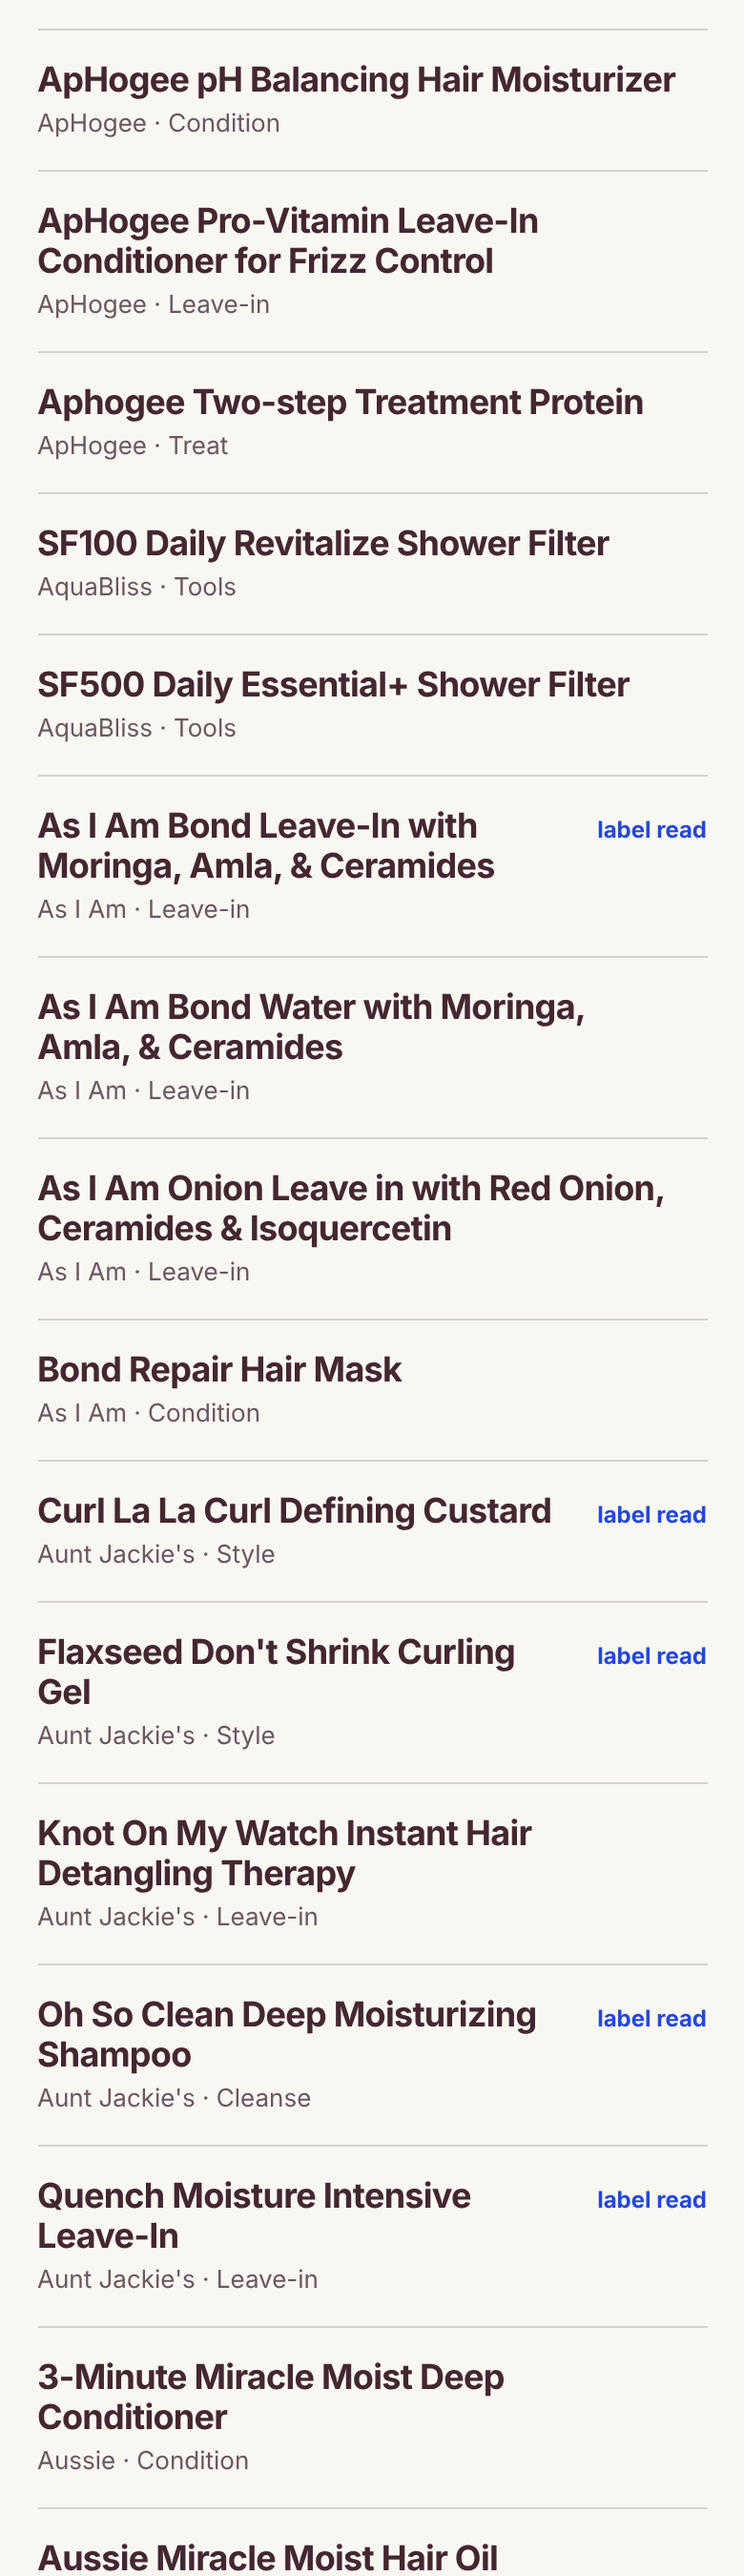 ApHogee pH Balancing Hair Moisturizer
ApHogee · Condition
ApHogee Pro-Vitamin Leave-In
Conditioner for Frizz Control
ApHogee · Leave-in
Aphogee Two-step Treatment Protein
ApHogee · Treat
SF100 Daily Revitalize Shower Filter
AquaBliss · Tools
SF500 Daily Essential+ Shower Filter
AquaBliss · Tools
As I Am Bond Leave-In with
label read
Moringa, Amla, & Ceramides
As I Am · Leave-in
As I Am Bond Water with Moringa,
Amla, & Ceramides
As I Am · Leave-in
As I Am Onion Leave in with Red Onion,
Ceramides & Isoquercetin
As I Am · Leave-in
Bond Repair Hair Mask
As I Am · Condition
Curl La La Curl Defining Custard
label read
Aunt Jackie's · Style
Flaxseed Don't Shrink Curling
label read
Gel
Aunt Jackie's · Style
Knot On My Watch Instant Hair
Detangling Therapy
Aunt Jackie's · Leave-in
Oh So Clean Deep Moisturizing
label read
Shampoo
Aunt Jackie's · Cleanse
Quench Moisture Intensive
label read
Leave-In
Aunt Jackie's · Leave-in
3-Minute Miracle Moist Deep
Conditioner
Aussie · Condition
Aussie Miracle Moist Hair Oil